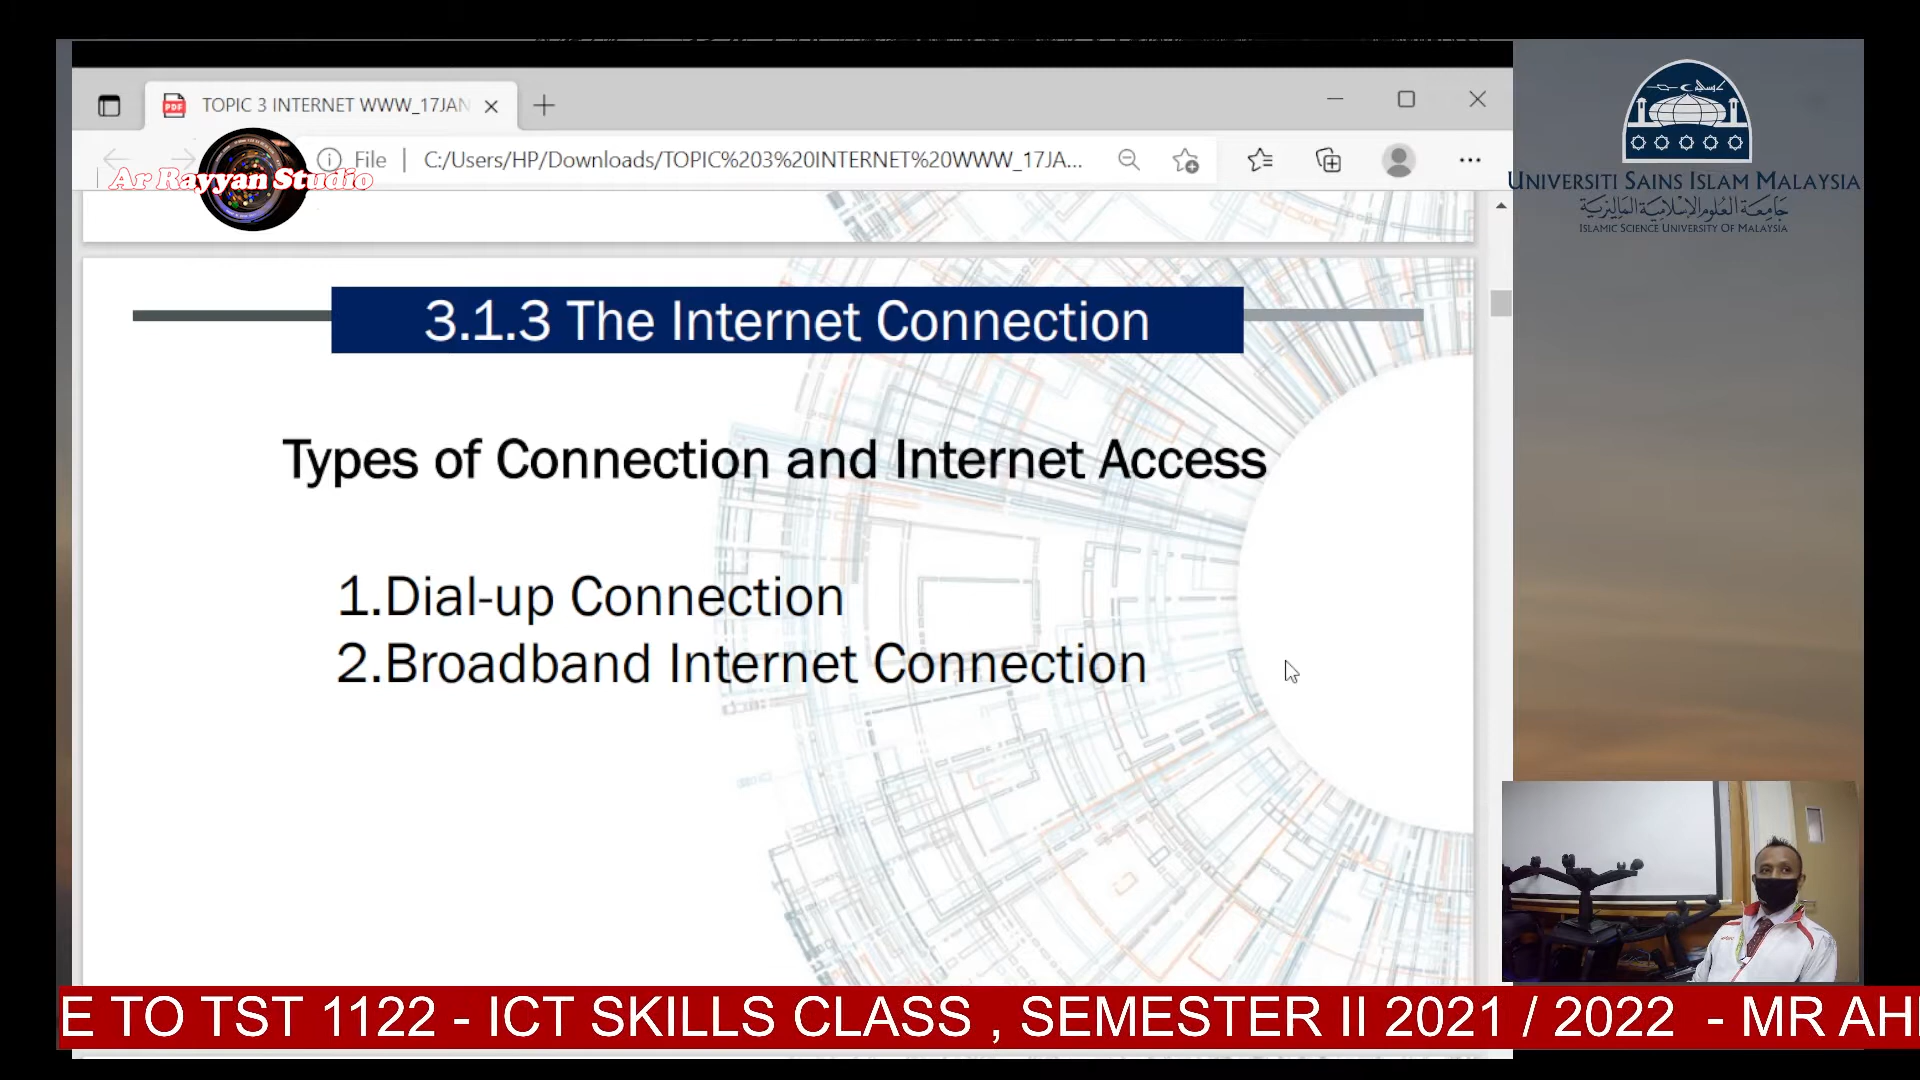 TOPIC 3 INTERNET WWW_17JAN
File
C:/Users/HP/Downloads/TOPIC%203%20INTERNET%20WWW_17JA...
Ar Rayyan Studio
UNIVERSITI SAINS ISLAM MALAYSIA
جامعة العلوم الإسلامية الماليزية
ISLAMIC SCIENCE UNIVERSITY OF MALAYSIA
3.1.3 The Internet Connection
Types of Connection and Internet Access
1.Dial-up Connection
2.Broadband Internet Connection
E TO TST 1122 - ICT SKILLS CLASS , SEMESTER II 2021 / 2022 - MR AH